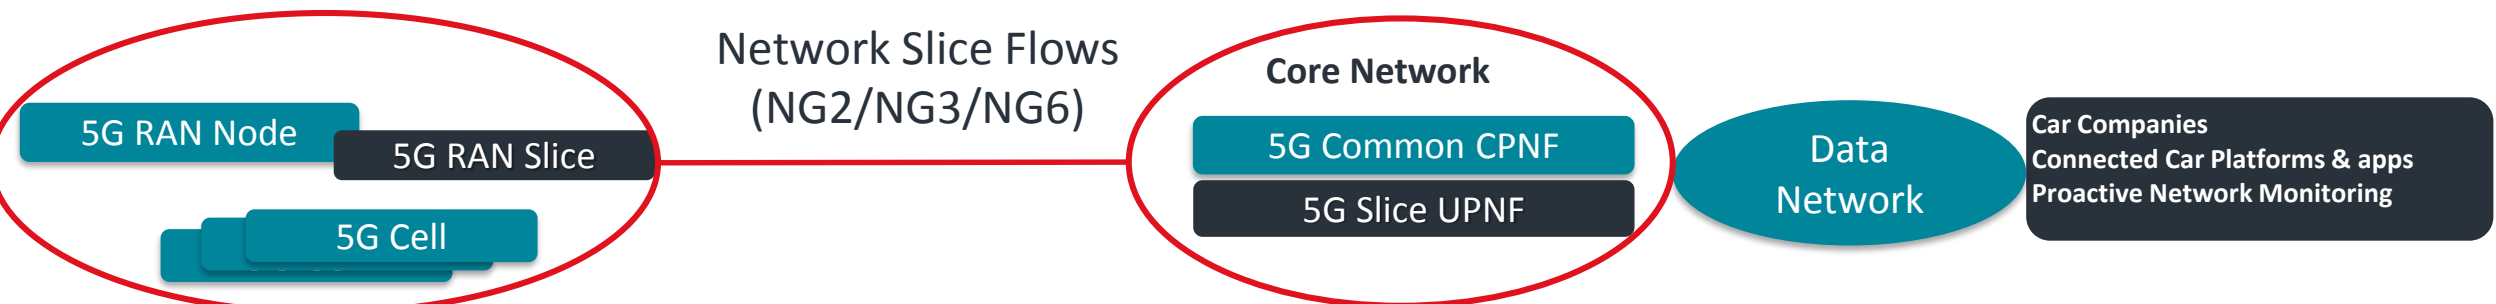 Network Slice Flows
(NG2/NG3/NG6)
5G RAN Node
5G RAN Slice
5G Cell
Core Network
5G Common CPNF
5G Slice UPNF
Data
Network
Car Companies
Connected Car Platforms & apps
Proactive Network Monitoring